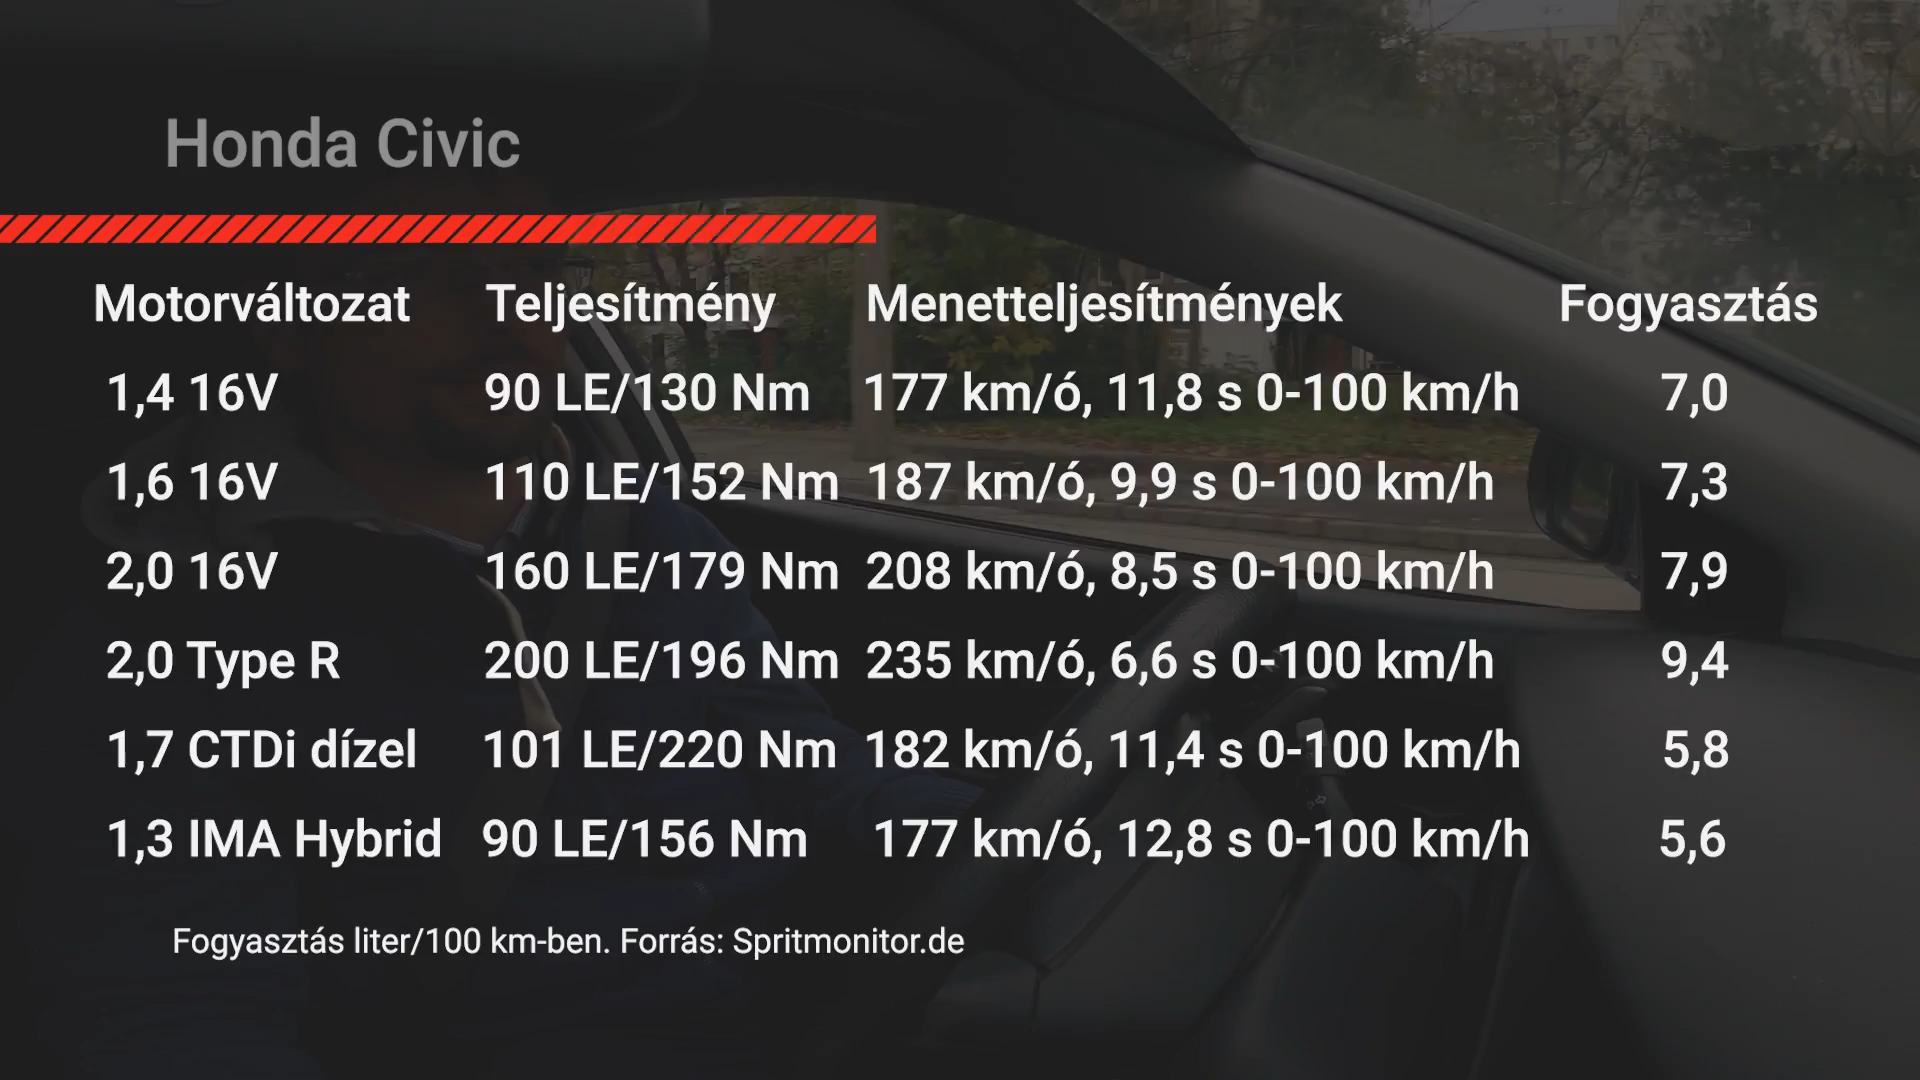 Honda Civic
Motorváltozat Teljesítmény Menetteljesítmények Fogyasztás
1,4 16V 90 LE/130 Nm 177 km/ó, 11,8 s 0-100 km/h 7,0
1,6 16V 110 LE/152 Nm 187 km/ó, 9,9 s 0-100 km/h 7,3
2,0 16V 160 LE/179 Nm 208 km/ó, 8,5 s 0-100 km/h 7,9
2,0 Type R 200 LE/196 Nm 235 km/ó, 6,6 s 0-100 km/h 9,4
1,7 CTDi dízel 101 LE/220 Nm 182 km/ó, 11,4 s 0-100 km/h 5,8
1,3 IMA Hybrid 90 LE/156 Nm 177 km/ó, 12,8 s 0-100 km/h 5,6
Fogyasztás liter/100 km-ben. Forrás: Spritmonitor.de